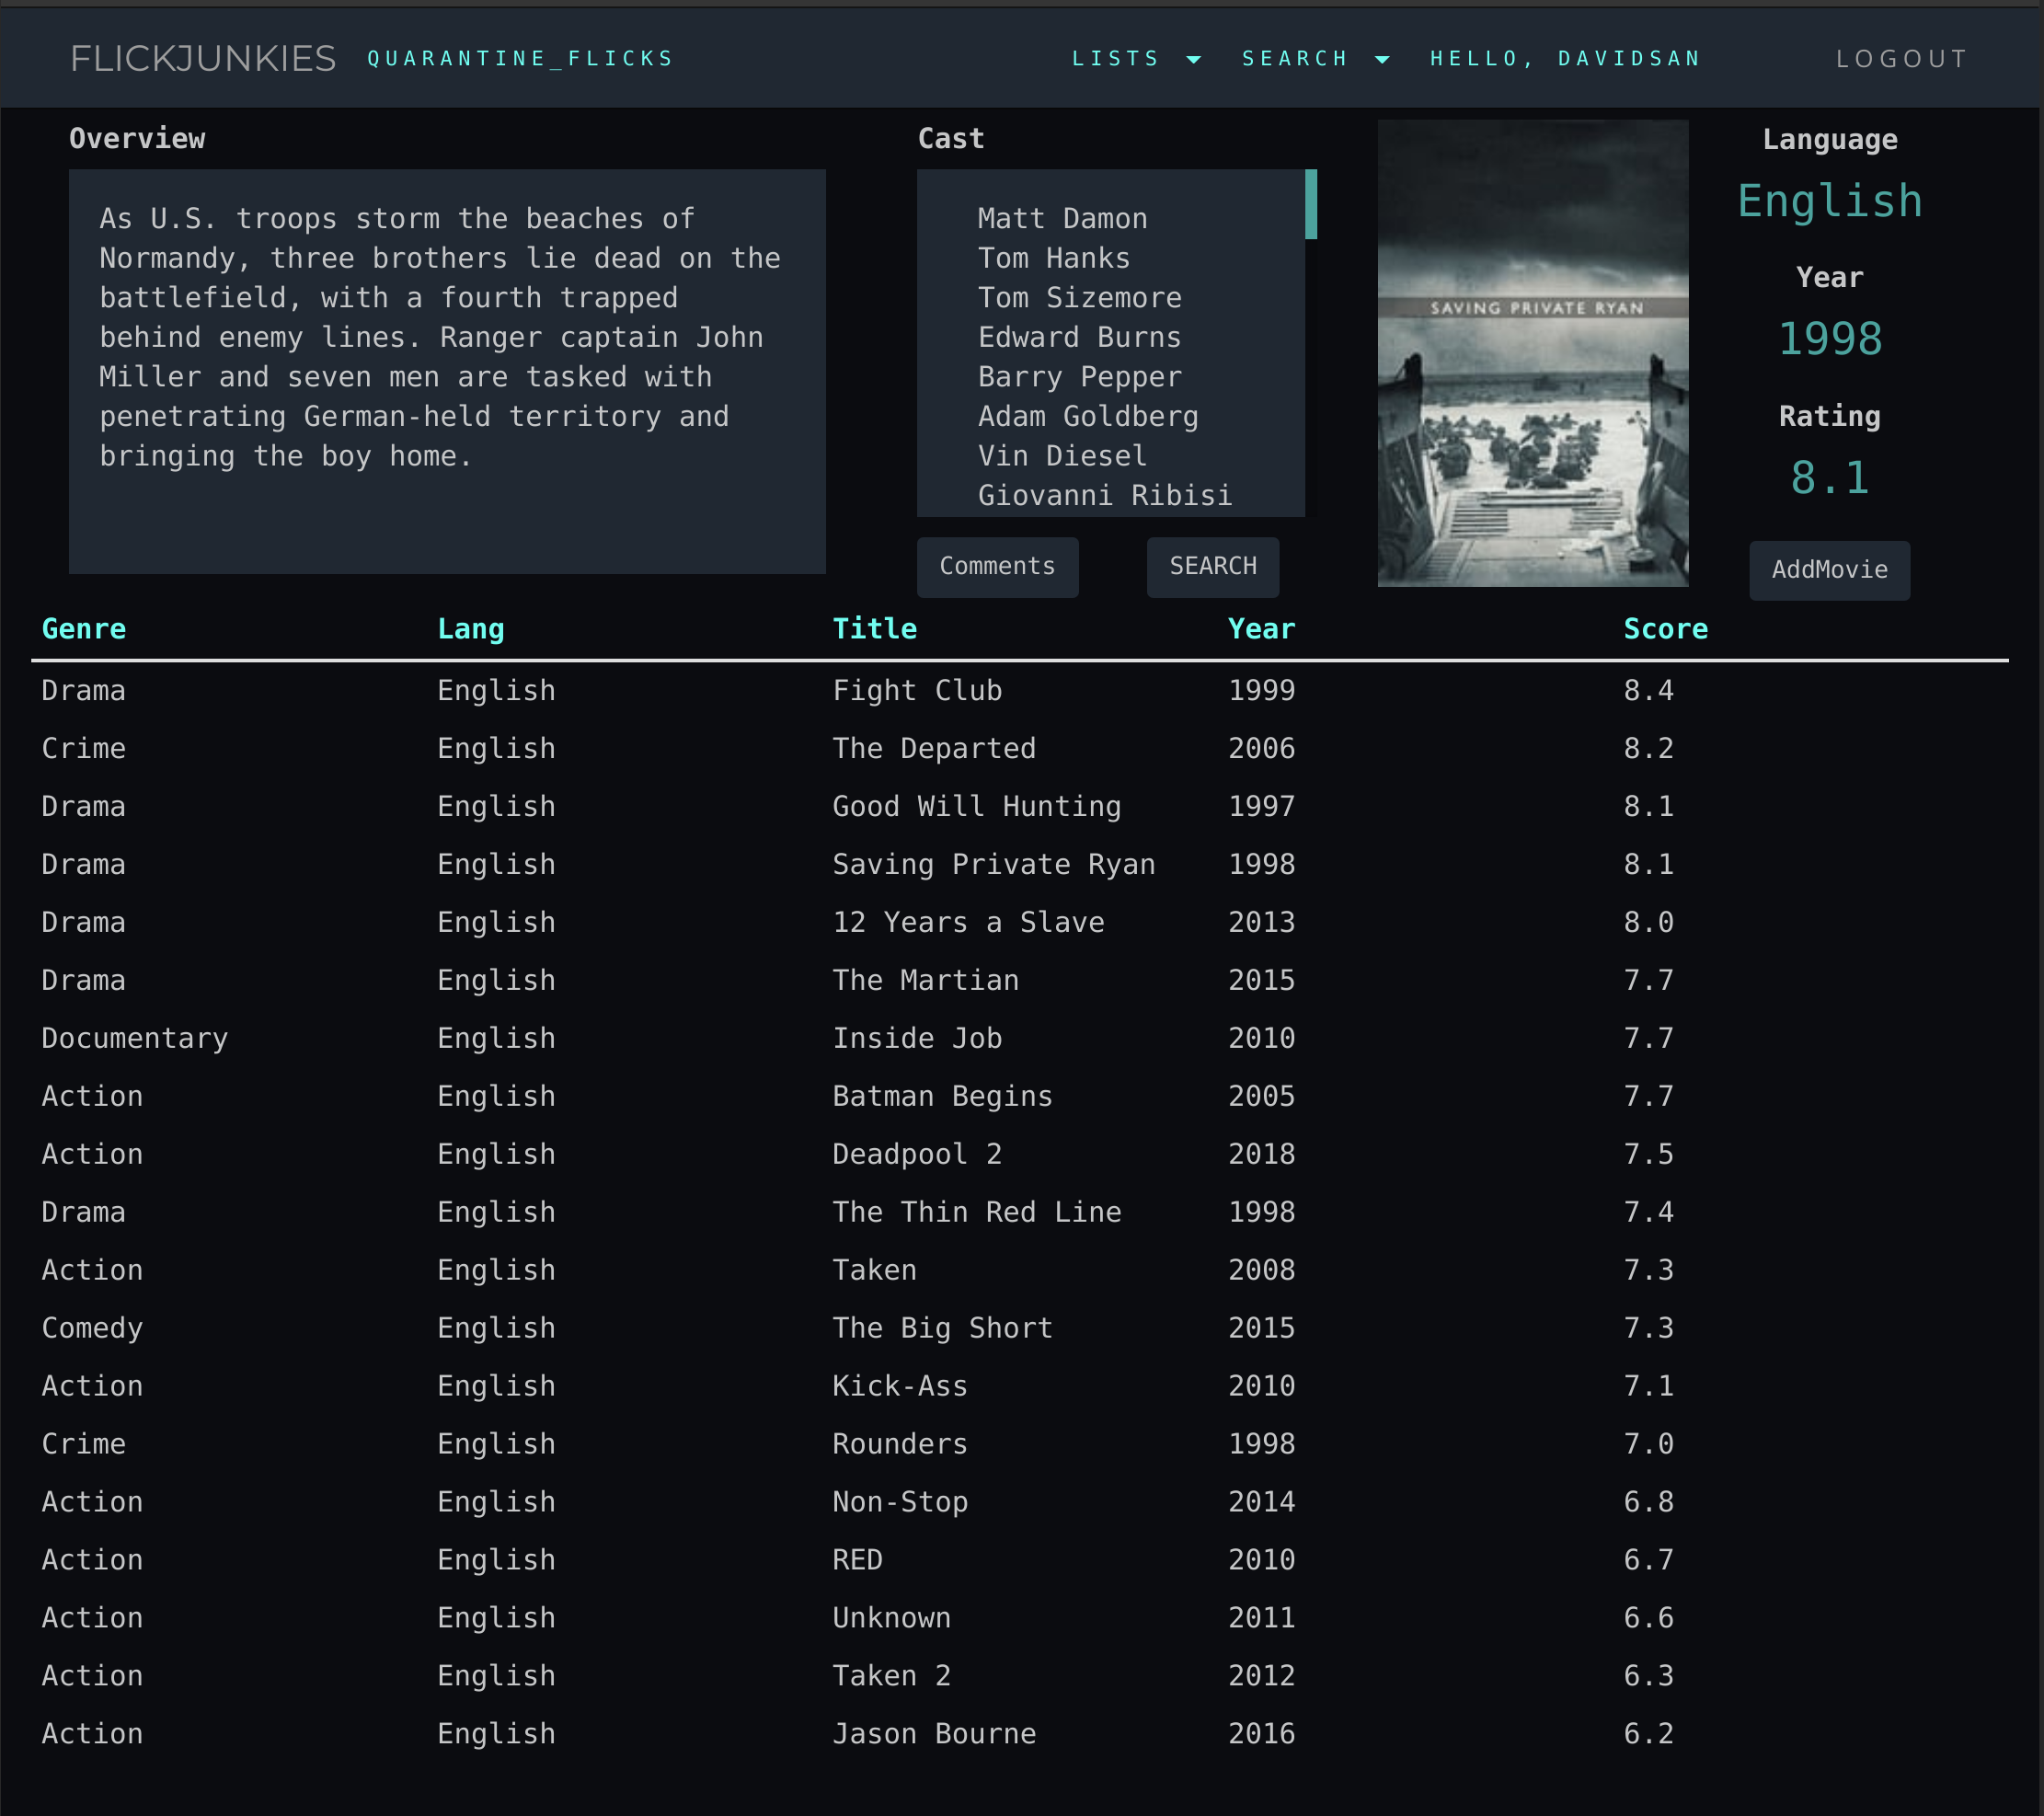 FLICKJUNKIES QUARANTINE_FLICKS LISTS SEARCH HELLO, DAVIDSAN LOGOUT
Overview
As U.S. troops storm the beaches of
Normandy, three brothers lie dead on the
battlefield, with a fourth trapped
behind enemy lines. Ranger captain John
Miller and seven men are tasked with
penetrating German-held territory and
bringing the boy home.
Cast
Matt Damon
Tom Hanks
Tom Sizemore
Edward Burns
Barry Pepper
Adam Goldberg
Vin Diesel
Giovanni Ribisi
Comments SEARCH
SAVING PRIVATE RYAN
Language
English
Year
1998
Rating
8.1
AddMovie
Genre Lang Title Year Score
Drama English Fight Club 1999 8.4
Crime English The Departed 2006 8.2
Drama English Good Will Hunting 1997 8.1
Drama English Saving Private Ryan 1998 8.1
Drama English 12 Years a Slave 2013 8.0
Drama English The Martian 2015 7.7
Documentary English Inside Job 2010 7.7
Action English Batman Begins 2005 7.7
Action English Deadpool 2 2018 7.5
Drama English The Thin Red Line 1998 7.4
Action English Taken 2008 7.3
Comedy English The Big Short 2015 7.3
Action English Kick-Ass 2010 7.1
Crime English Rounders 1998 7.0
Action English Non-Stop 2014 6.8
Action English RED 2010 6.7
Action English Unknown 2011 6.6
Action English Taken 2 2012 6.3
Action English Jason Bourne 2016 6.2